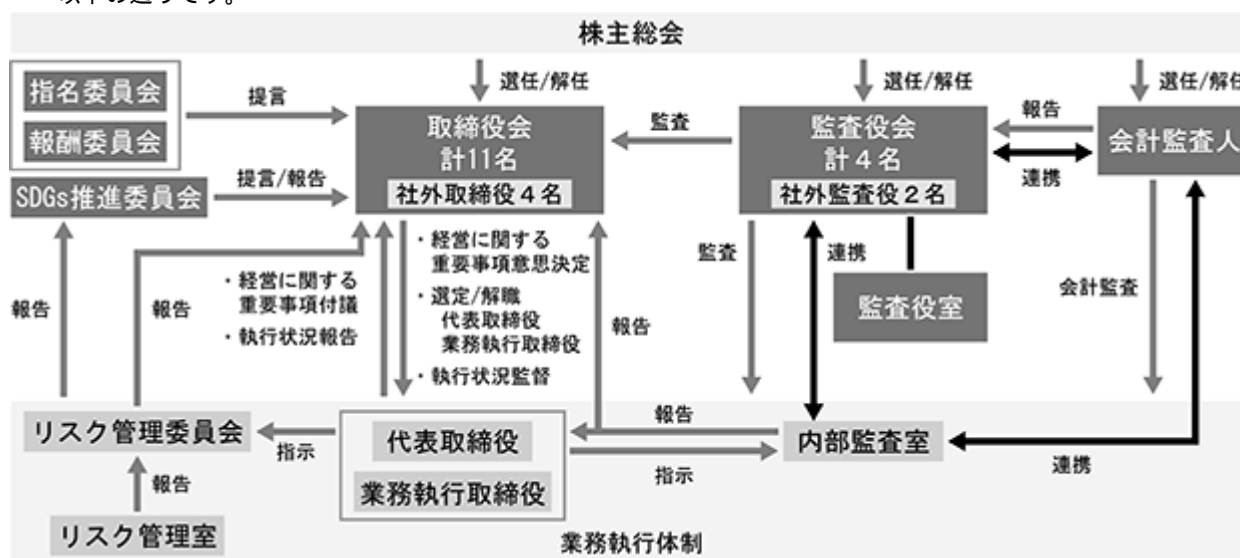 以下の通りです。
株主総会
選任/解任
選任/解任
選任/解任
指名委員会
報酬委員会
提言
取締役会
計11名
社外取締役4名
監査
監査役会
計4名
社外監査役2名
報告
連携
会計監査人
SDGs推進委員会
提言/報告
報告
報告
・経営に関する
重要事項付議
・執行状況報告
・経営に関する
重要事項意思決定
・選定/解職
代表取締役
業務執行取締役
・執行状況監督
報告
監査
連携
監査役室
会計監査
リスク管理委員会
指示
代表取締役
業務執行取締役
報告
指示
内部監査室
連携
報告
リスク管理室
業務執行体制